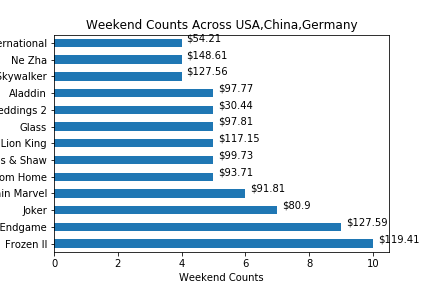 Weekend Counts Across USA,China,Germany
ernational $54.21
Ne Zha $148.61
Skywalker $127.56
Aladdin $97.77
eddings 2 $30.44
Glass $97.81
Lion King $117.15
s & Shaw $99.73
om Home $93.71
in Marvel $91.81
Joker $80.9
Endgame $127.59
Frozen II $119.41
0 2 4 6 8 10
Weekend Counts